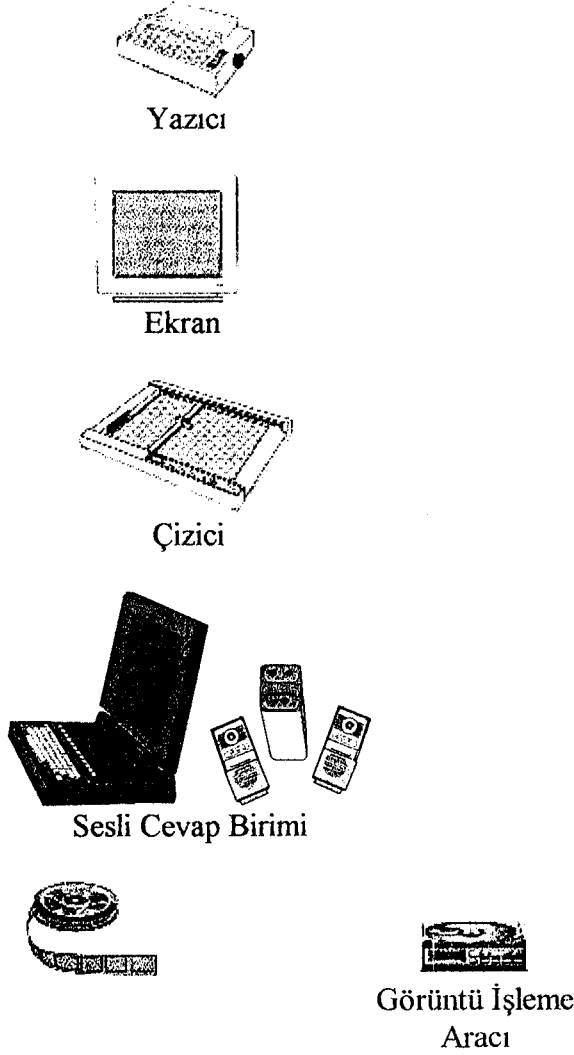 Yazıcı
Ekran
Çizici
Sesli Cevap Birimi
Görüntü İşleme
Aracı